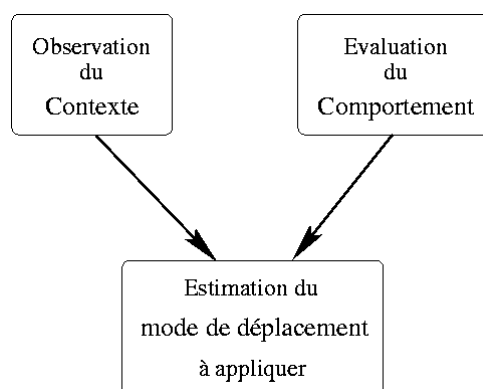 Observation
du
Contexte
Evaluation
du
Comportement
Estimation du
mode de déplacement
à appliquer